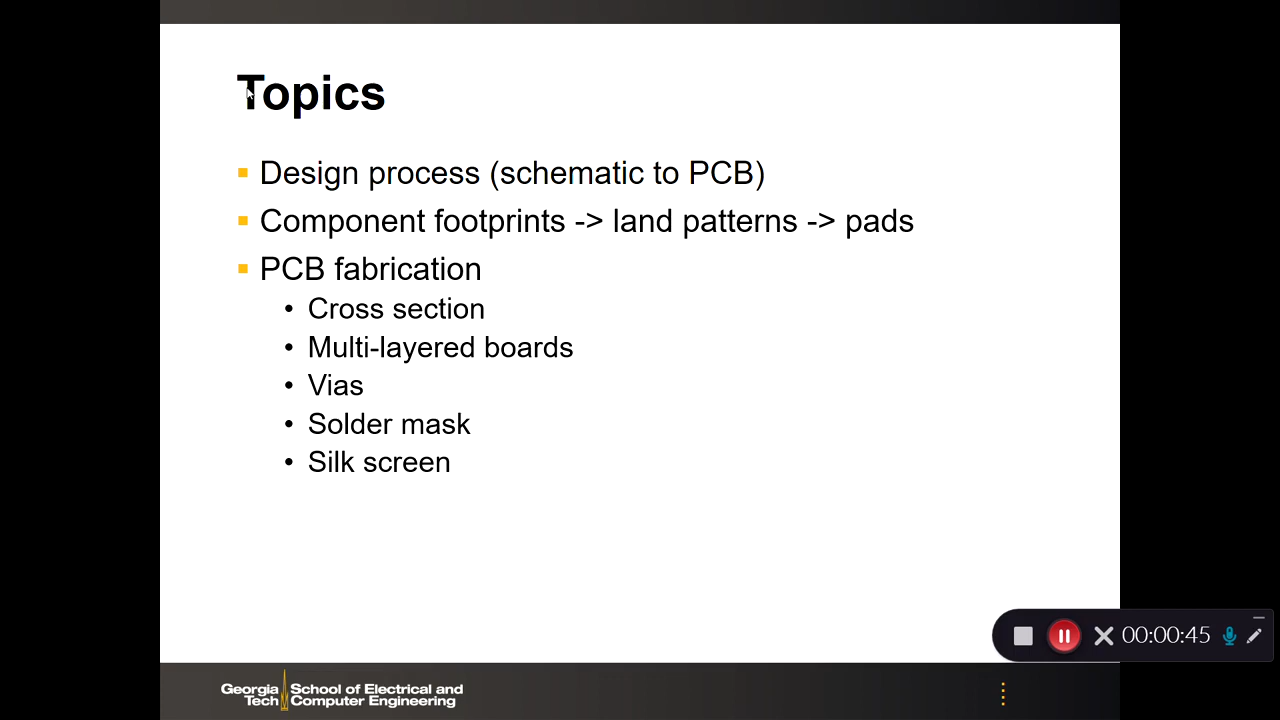 Topics
Design process (schematic to PCB)
Component footprints -> land patterns -> pads
PCB fabrication
• Cross section
• Multi-layered boards
• Vias
• Solder mask
• Silk screen
00:00:45
Georgia Tech
School of Electrical and
Computer Engineering